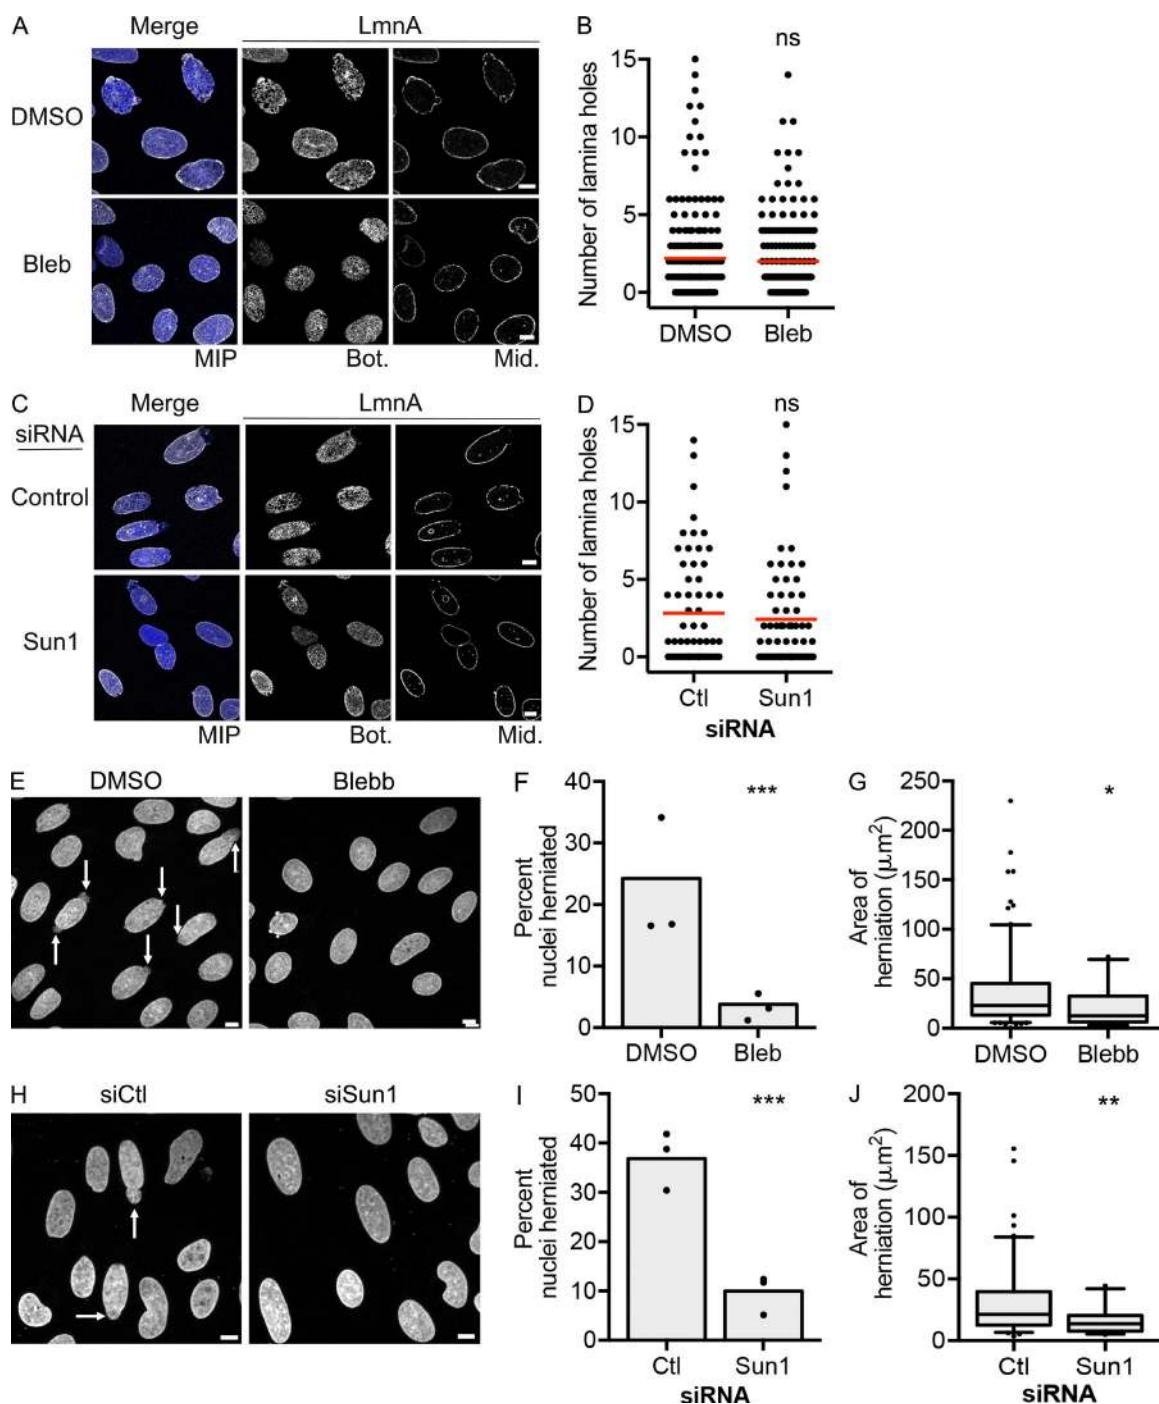 A
Merge
LmnA
DMSO
Bleb
MIP
Bot.
Mid.
B
ns
Number of lamina holes
15
10
5
0
DMSO
Bleb
C
Merge
LmnA
siRNA
Control
Sun1
MIP
Bot.
Mid.
D
ns
Number of lamina holes
15
10
5
0
Ctl
Sun1
siRNA
E
DMSO
Blebb
F
***
Percent
nuclei herniated
40
30
20
10
0
DMSO
Bleb
G
*
Area of
herniation (μm²)
250
200
150
100
50
0
DMSO
Blebb
H
siCtl
siSun1
I
***
Percent
nuclei herniated
50
40
30
20
10
0
Ctl
Sun1
siRNA
J
**
Area of
herniation (μm²)
200
150
100
50
0
Ctl
Sun1
siRNA